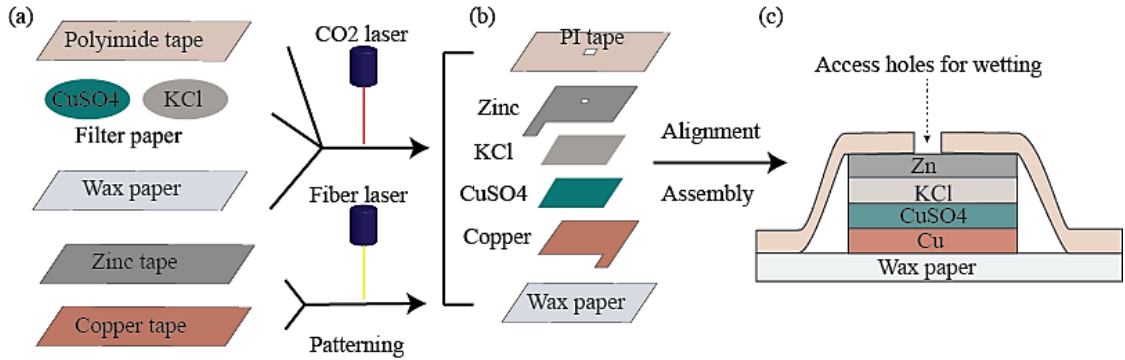 (a)
Polyimide tape
CuSO4
KCl
Filter paper
Wax paper
Zinc tape
Copper tape
CO2 laser
Fiber laser
Patterning
(b)
PI tape
Zinc
KCl
CuSO4
Copper
Wax paper
Alignment
Assembly
(c)
Access holes for wetting
Zn
KCl
CuSO4
Cu
Wax paper